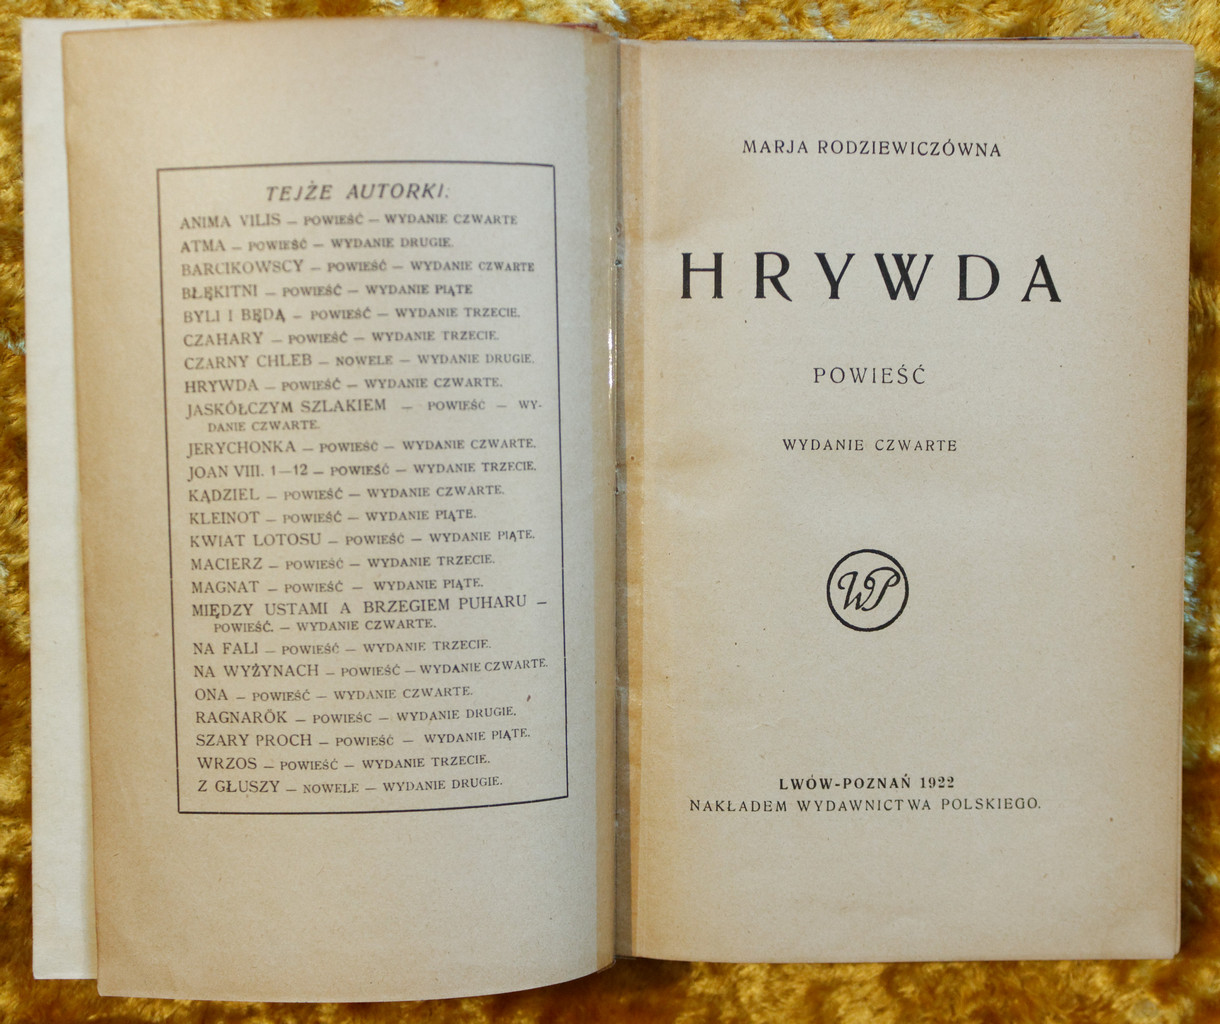 TEJŻE AUTORKI:
ANIMA VILIS — POWIEŚĆ — WYDANIE CZWARTE
ATMA — POWIEŚĆ — WYDANIE DRUGIE.
BARCIKOWSCY — POWIEŚĆ — WYDANIE CZWARTE
BŁĘKITNI — POWIEŚĆ — WYDANIE PIĄTE
BYLI I BĘDĄ — POWIEŚĆ — WYDANIE TRZECIE.
CZAHARY — POWIEŚĆ — WYDANIE TRZECIE.
CZARNY CHLEB — NOWELE — WYDANIE DRUGIE.
HRYWDA — POWIEŚĆ — WYDANIE CZWARTE.
JASKÓŁCZYM SZLAKIEM — POWIEŚĆ — WY-
DANIE CZWARTE.
JERYCHONKA — POWIEŚĆ — WYDANIE CZWARTE.
JOAN VIII. 1—12 — POWIEŚĆ — WYDANIE TRZECIE.
KĄDZIEL — POWIEŚĆ — WYDANIE CZWARTE.
KLEINOT — POWIEŚĆ — WYDANIE PIĄTE.
KWIAT LOTOSU — POWIEŚĆ — WYDANIE PIĄTE.
MACIERZ — POWIEŚĆ — WYDANIE TRZECIE.
MAGNAT — POWIEŚĆ — WYDANIE PIĄTE.
MIĘDZY USTAMI A BRZEGIEM PUHARU —
POWIEŚĆ. — WYDANIE CZWARTE.
NA FALI — POWIEŚĆ — WYDANIE TRZECIE.
NA WYŻYNACH — POWIEŚĆ — WYDANIE CZWARTE.
ONA — POWIEŚĆ — WYDANIE CZWARTE.
RAGNARÖK — POWIEŚC — WYDANIE DRUGIE.
SZARY PROCH — POWIEŚĆ — WYDANIE PIĄTE.
WRZOS — POWIEŚĆ — WYDANIE TRZECIE.
Z GŁUSZY — NOWELE — WYDANIE DRUGIE.
MARJA RODZIEWICZÓWNA
HRYWDA
POWIEŚĆ
WYDANIE CZWARTE
WP
LWÓW-POZNAŃ 1922
NAKŁADEM WYDAWNICTWA POLSKIEGO.